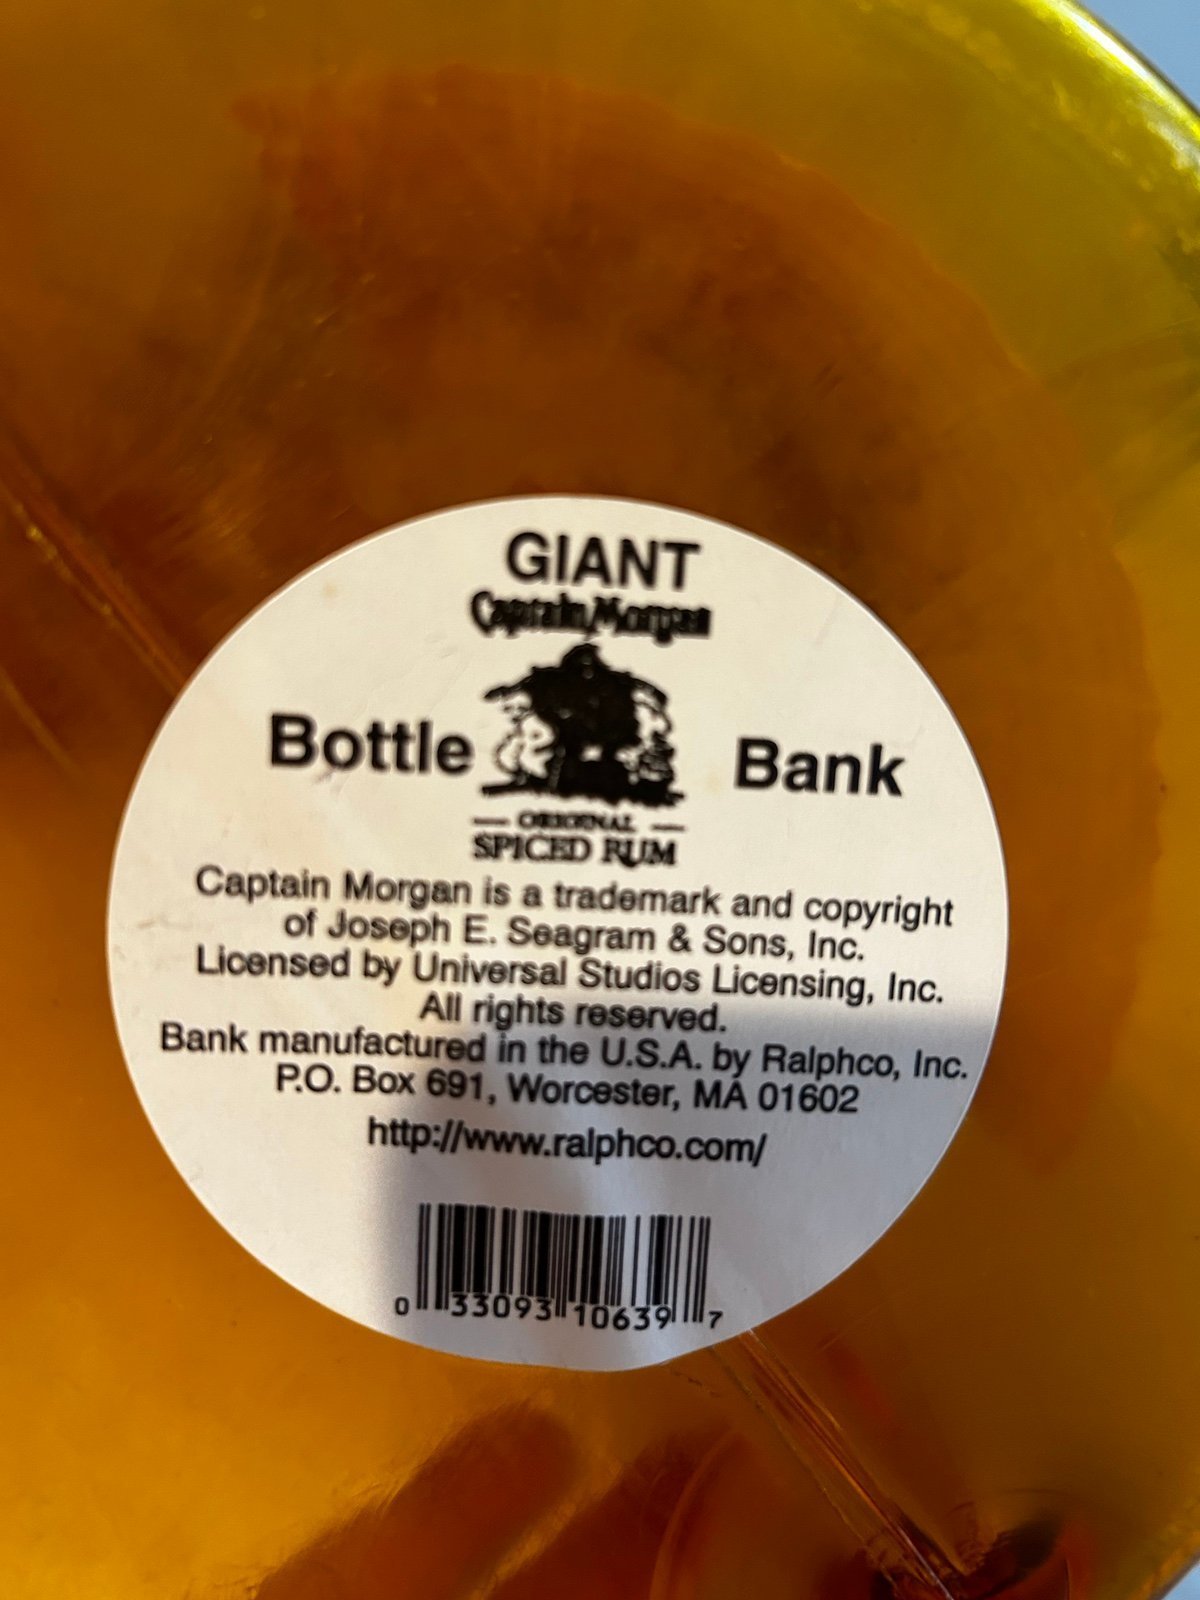 GIANT
Captain Morgan
Bottle Bank
ORIGINAL
SPICED RUM
Captain Morgan is a trademark and copyright
of Joseph E. Seagram & Sons, Inc.
Licensed by Universal Studios Licensing, Inc.
All rights reserved.
Bank manufactured in the U.S.A. by Ralphco, Inc.
P.O. Box 691, Worcester, MA 01602
http://www.ralphco.com/
0 33093 10639 7